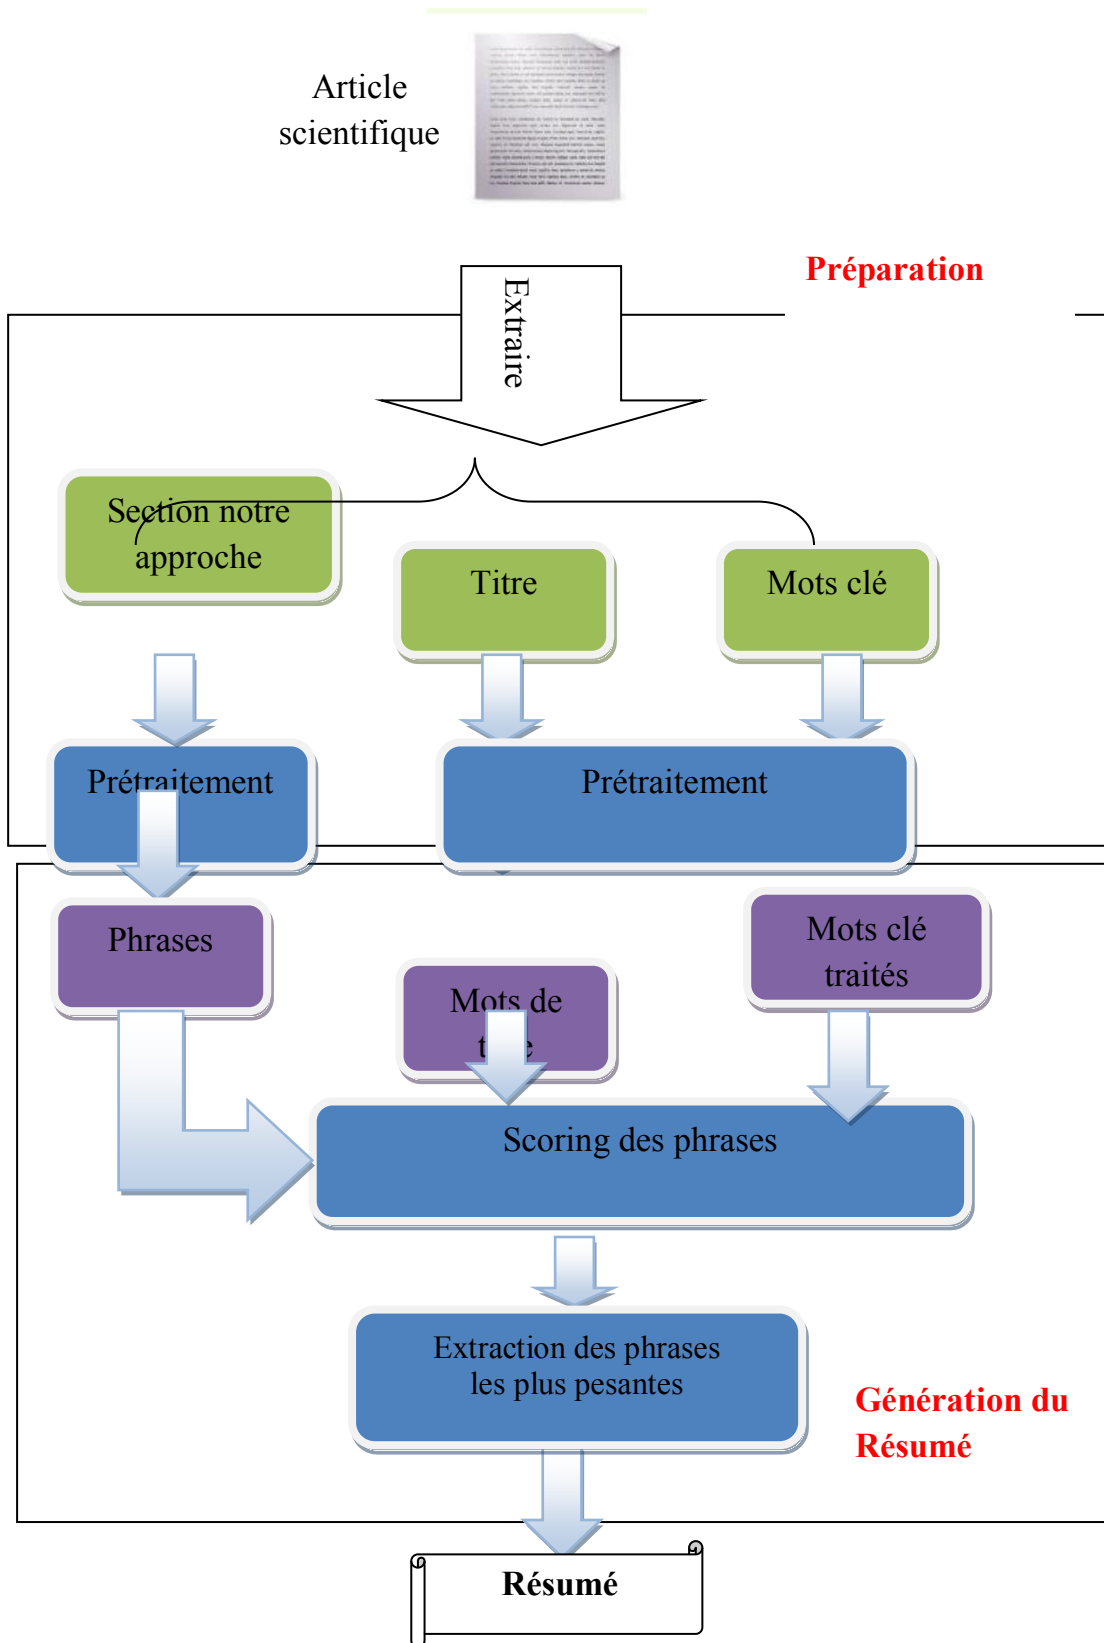 Article
scientifique
Préparation
Extraire
Section notre
approche
Titre
Mots clé
Prétraitement
Prétraitement
Phrases
Mots clé
traités
Mots de
Scoring des phrases
Extraction des phrases
les plus pesantes
Génération du
Résumé
Résumé